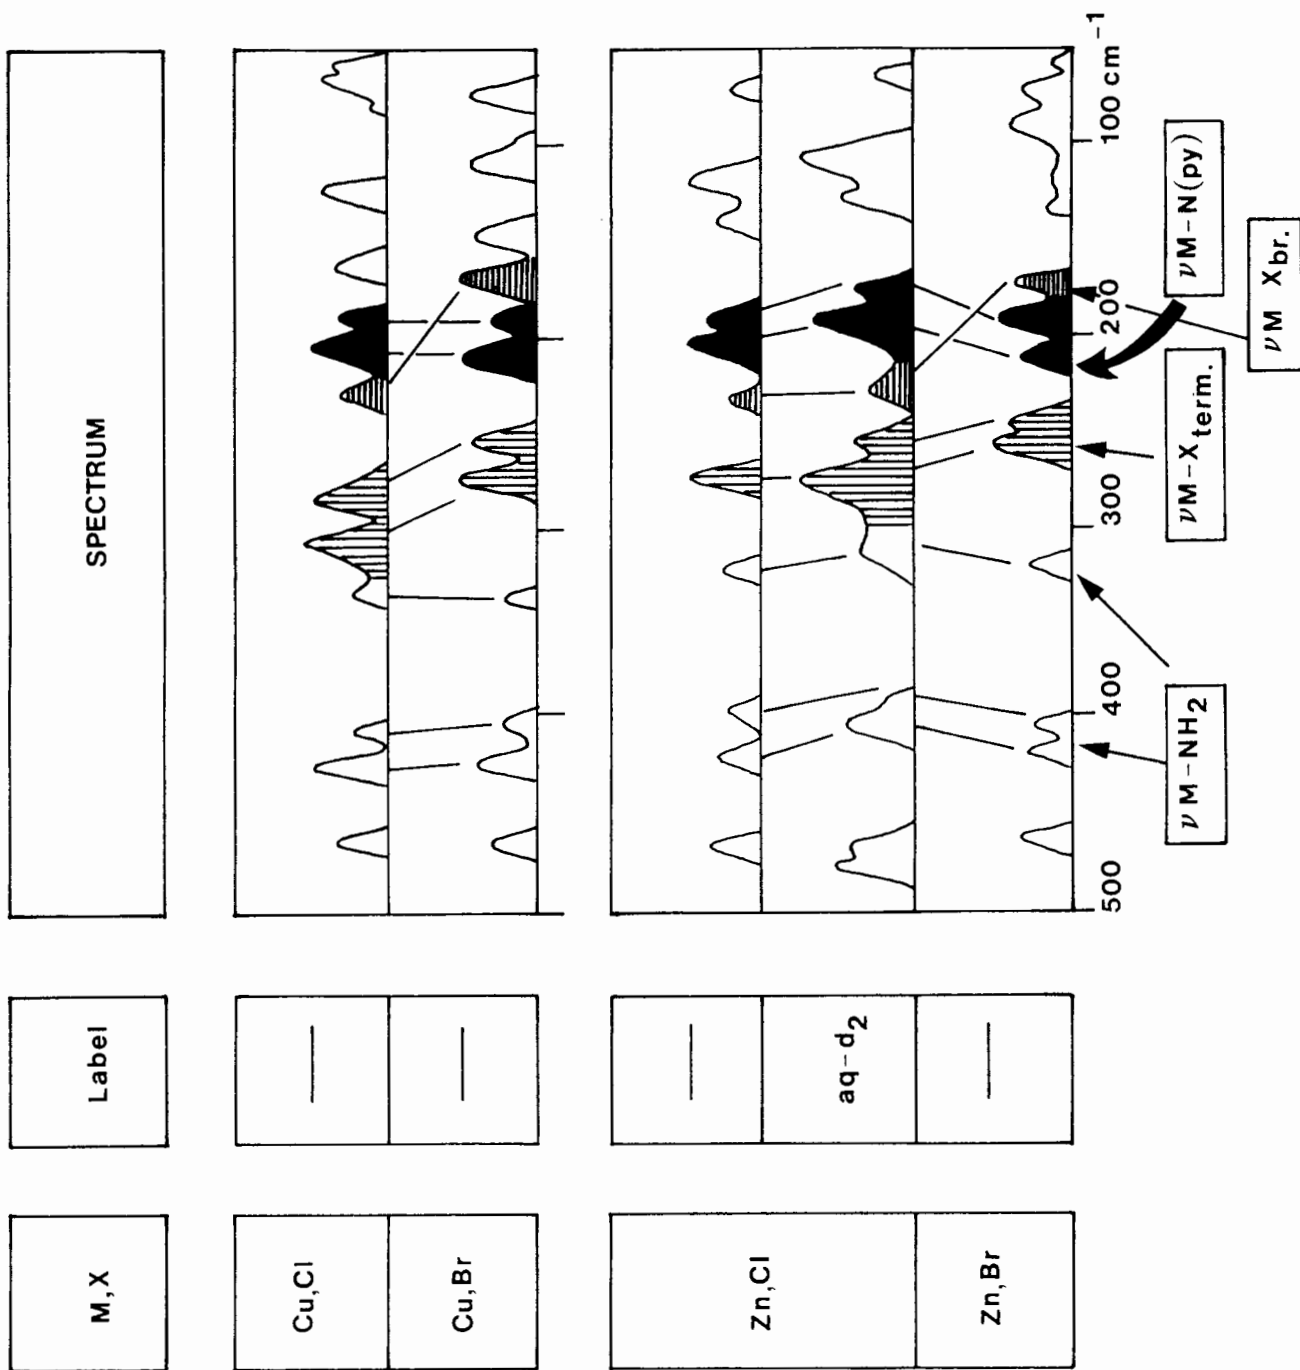 M,X
Label
SPECTRUM
Cu,Cl
Cu,Br
Zn,Cl
aq-d2
Zn,Br
500
400
300
200
100 cm⁻¹
νM-NH2
νM-Xterm.
νM Xbr.
νM-N(py)